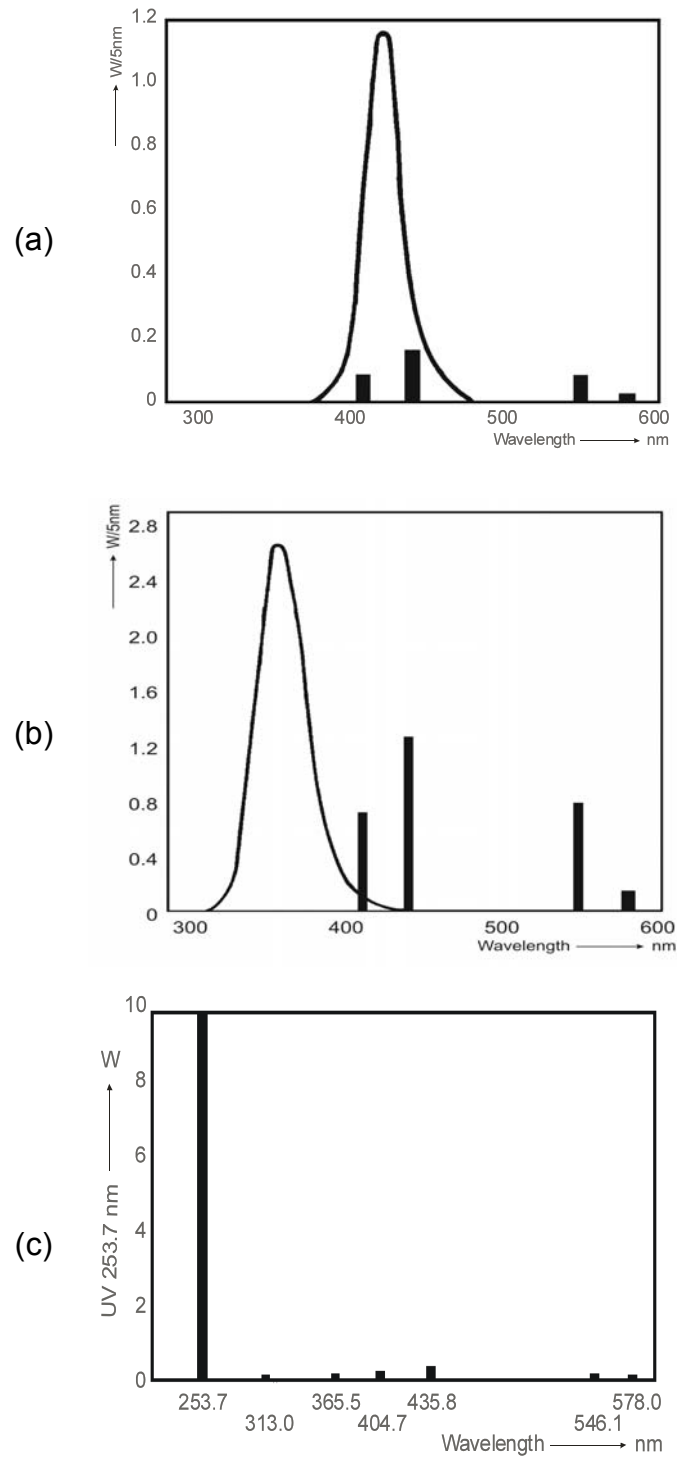 1.2
W/5nm
1.0
0.8
0.6
(a)
0.4
0.2
0
300 400 500 600
Wavelength nm
W/5nm
2.8
2.4
2.0
1.6
(b)
1.2
0.8
0.4
0
300 400 500 600
Wavelength nm
10
W
8
6
4
(c)
UV 253.7 nm
2
0
253.7 365.5 435.8 578.0
313.0 404.7 546.1
Wavelength nm